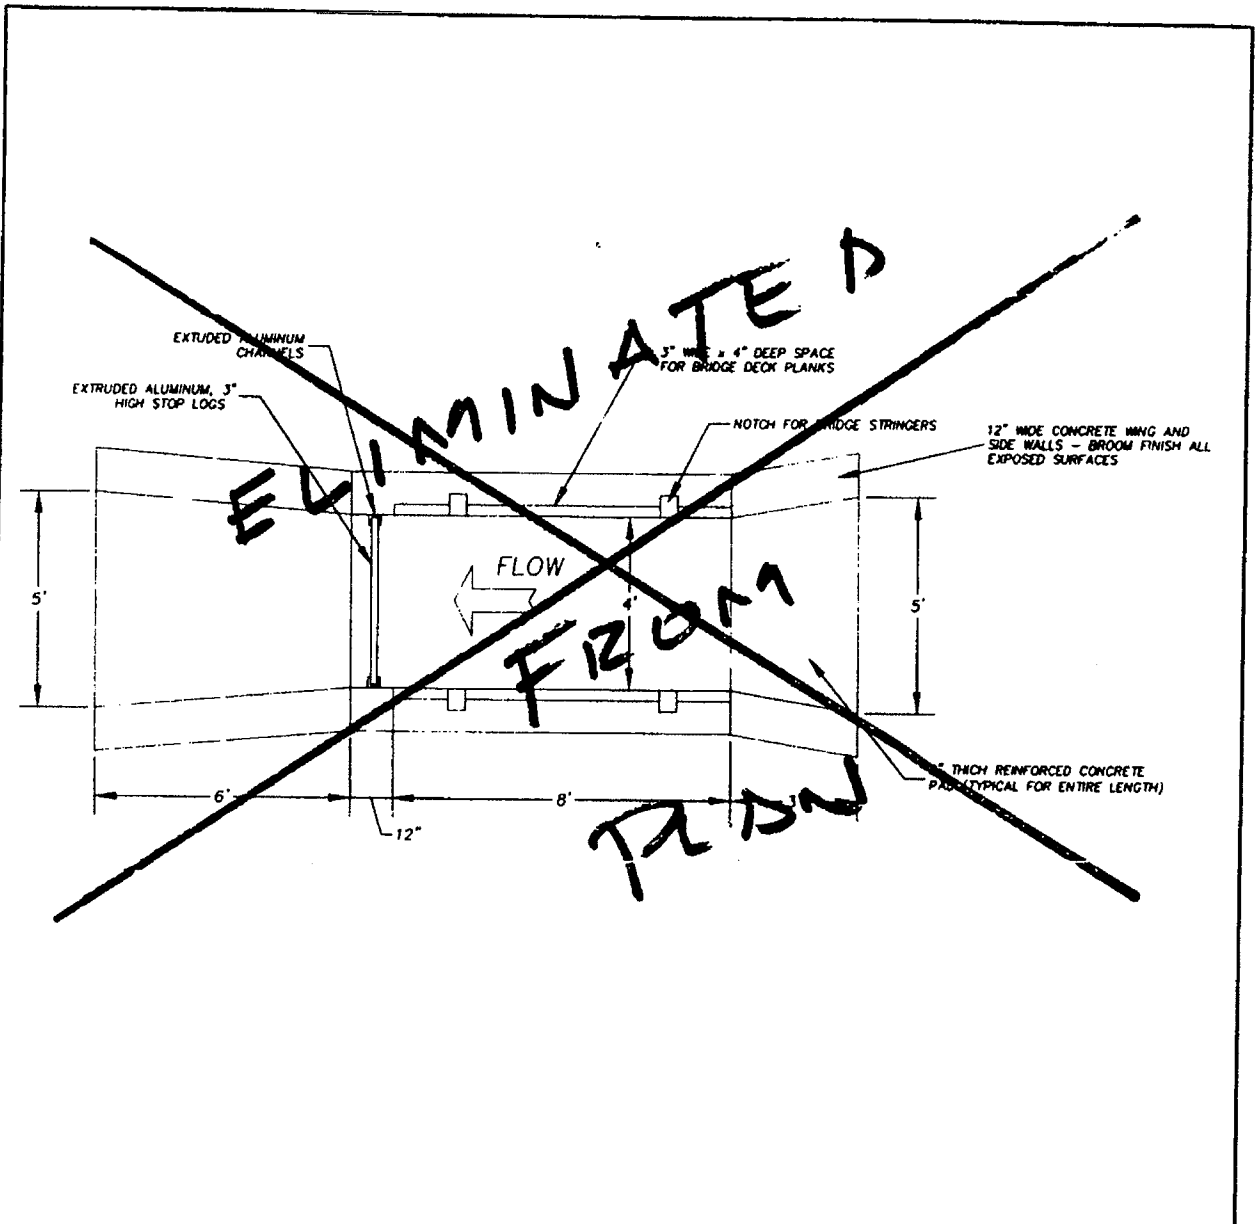 EXTUDED ALUMINUM
CHANNELS
EXTRUDED ALUMINUM, 3"
HIGH STOP LOGS
3" WIDE x 4" DEEP SPACE
FOR BRIDGE DECK PLANKS
NOTCH FOR BRIDGE STRINGERS
12" WIDE CONCRETE WING AND
SIDE WALLS - BROOM FINISH ALL
EXPOSED SURFACES
ELIMINATED
FROM
PLAN
FLOW
5'
4'
5'
" THICH REINFORCED CONCRETE
PAD (TYPICAL FOR ENTIRE LENGTH)
6'
12"
8'